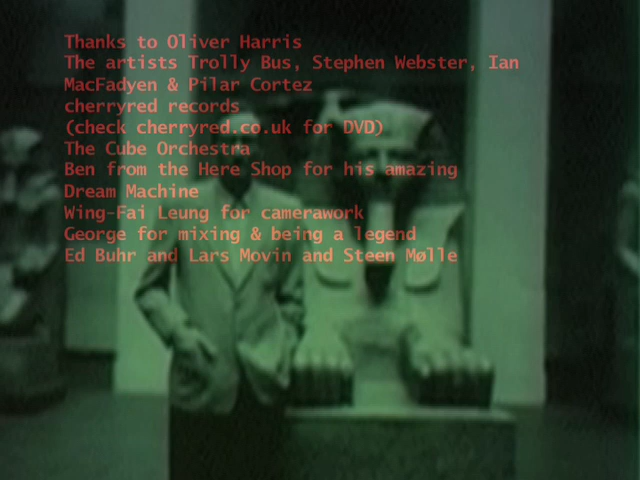 Thanks to Oliver Harris
The artists Trolly Bus, Stephen Webster, Ian
MacFadyen & Pilar Cortez
cherryred records
(check cherryred.co.uk for DVD)
The Cube Orchestra
Ben from the Here Shop for his amazing
Dream Machine
Wing-Fai Leung for camerawork
George for mixing & being a legend
Ed Buhr and Lars Movin and Steen Mølle